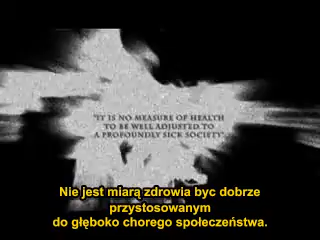 "IT IS NO MEASURE OF HEALTH
TO BE WELL ADJUSTED TO
A PROFOUNDLY SICK SOCIETY"
Nie jest miarą zdrowia byc dobrze
przystosowanym
do głęboko chorego społeczeństwa.